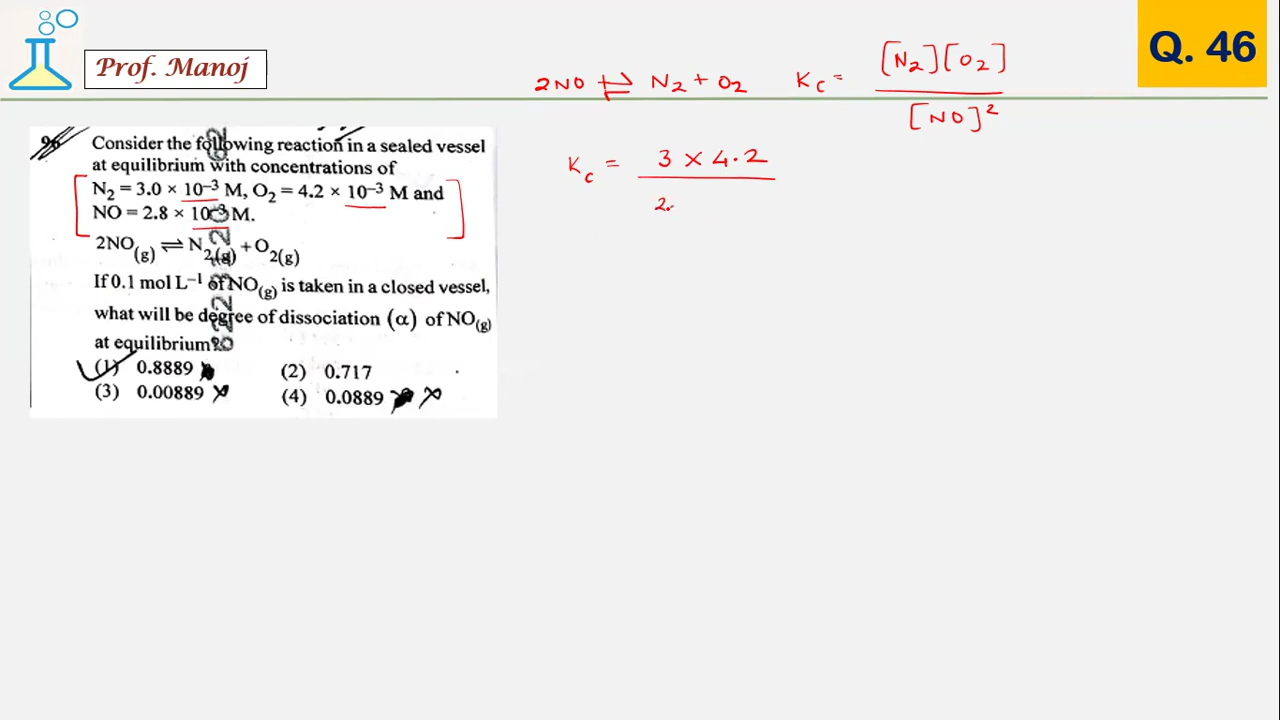 Prof. Manoj
Q. 46
2NO ⇌ N₂ + O₂ K_C = [N₂][O₂] / [NO]²
K_C = 3 × 4.2 / 2.
96
Consider the following reaction in a sealed vessel
at equilibrium with concentrations of
N₂ = 3.0 × 10⁻³ M, O₂ = 4.2 × 10⁻³ M and
NO = 2.8 × 10⁻³ M.
2NO(g) ⇌ N₂(g) + O₂(g)
If 0.1 mol L⁻¹ of NO(g) is taken in a closed vessel,
what will be degree of dissociation (α) of NO(g)
at equilibrium?
(1) 0.8889 (2) 0.717
(3) 0.00889 (4) 0.0889